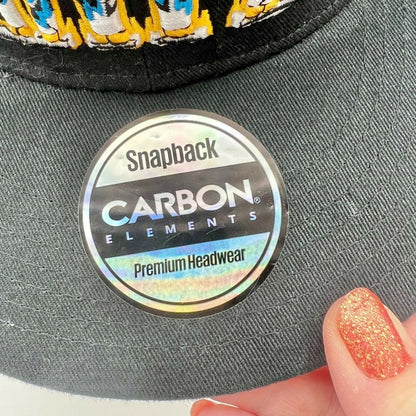 Snapback
CARBON®
ELEMENTS
Premium Headwear